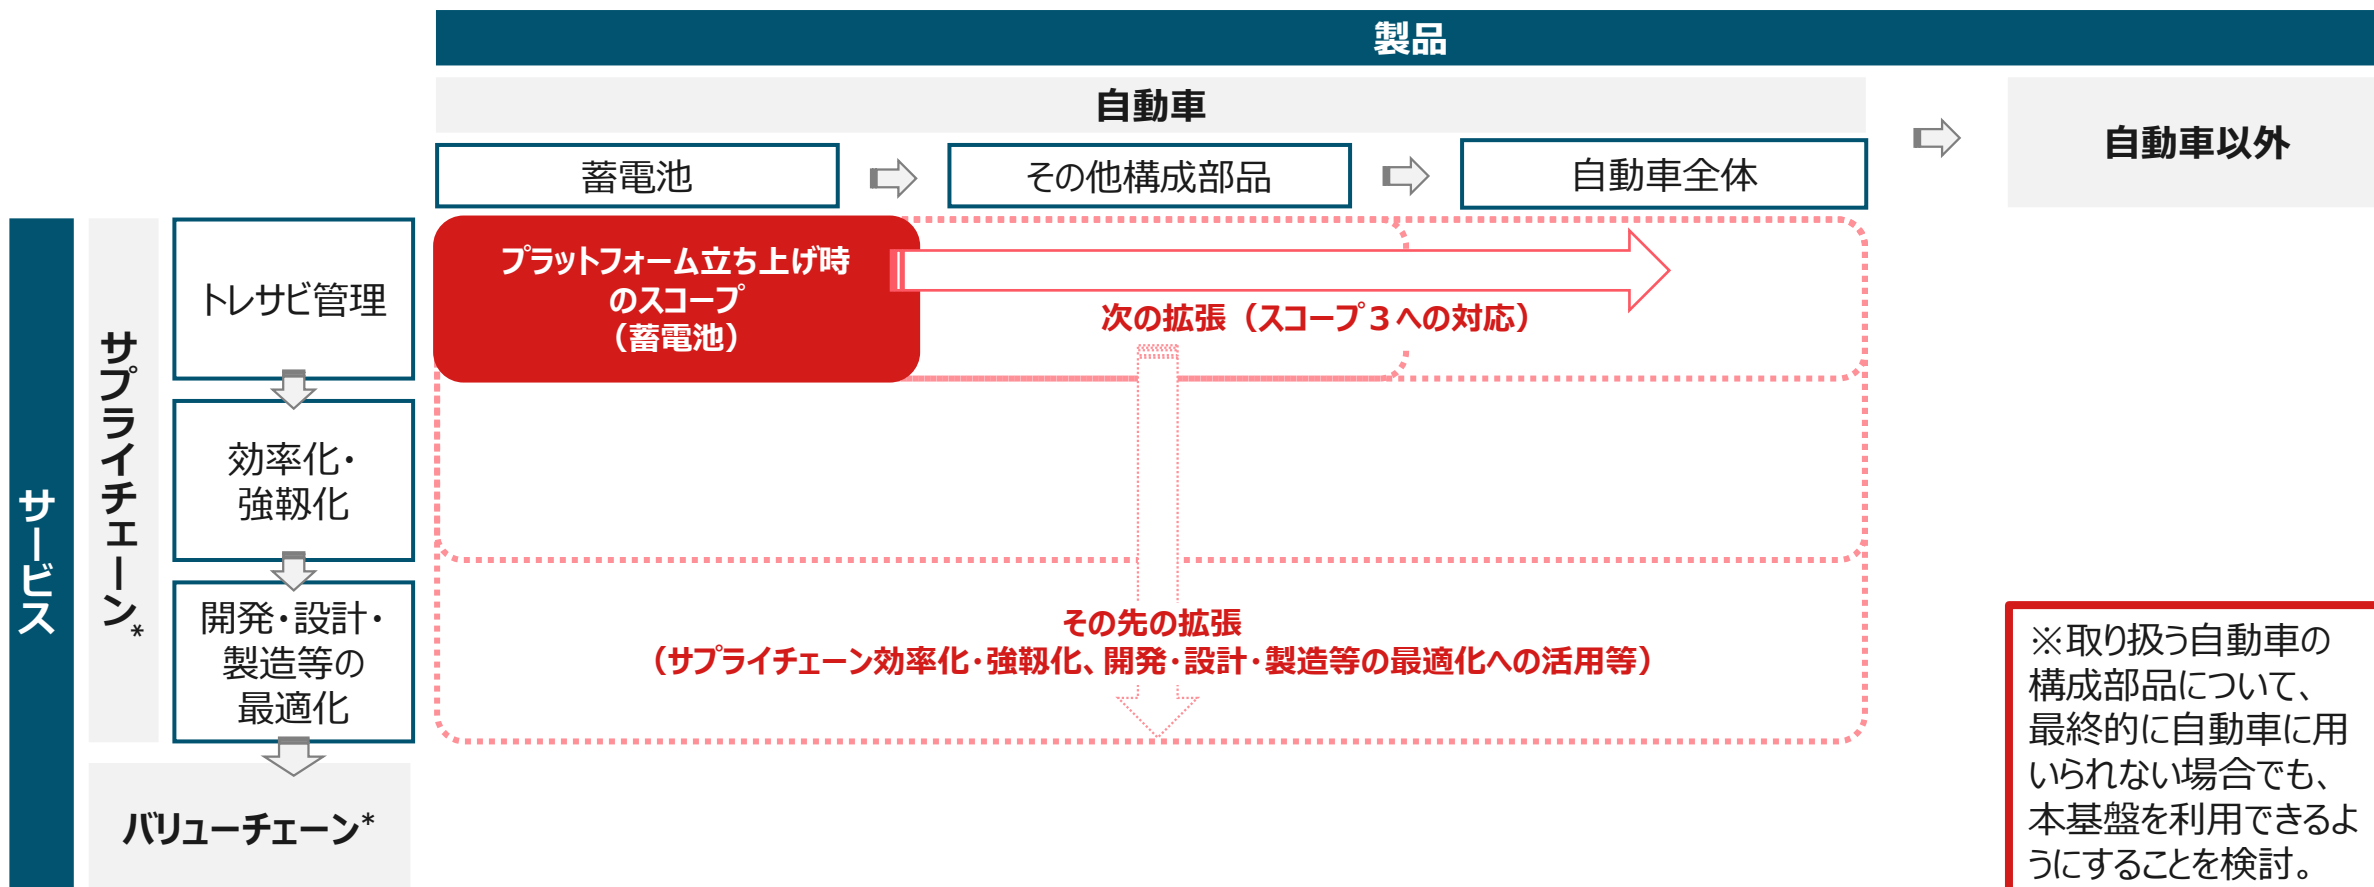 製品
自動車
自動車以外
蓄電池
その他構成部品
自動車全体
サービス
サプライチェーン*
トレサビ管理
プラットフォーム立ち上げ時
のスコープ
（蓄電池）
次の拡張（スコープ３への対応）
効率化・
強靱化
開発・設計・
製造等の
最適化
その先の拡張
（サプライチェーン効率化・強靱化、開発・設計・製造等の最適化への活用等）
バリューチェーン*
※取り扱う自動車の
構成部品について、
最終的に自動車に用
いられない場合でも、
本基盤を利用できるよ
うにすることを検討。